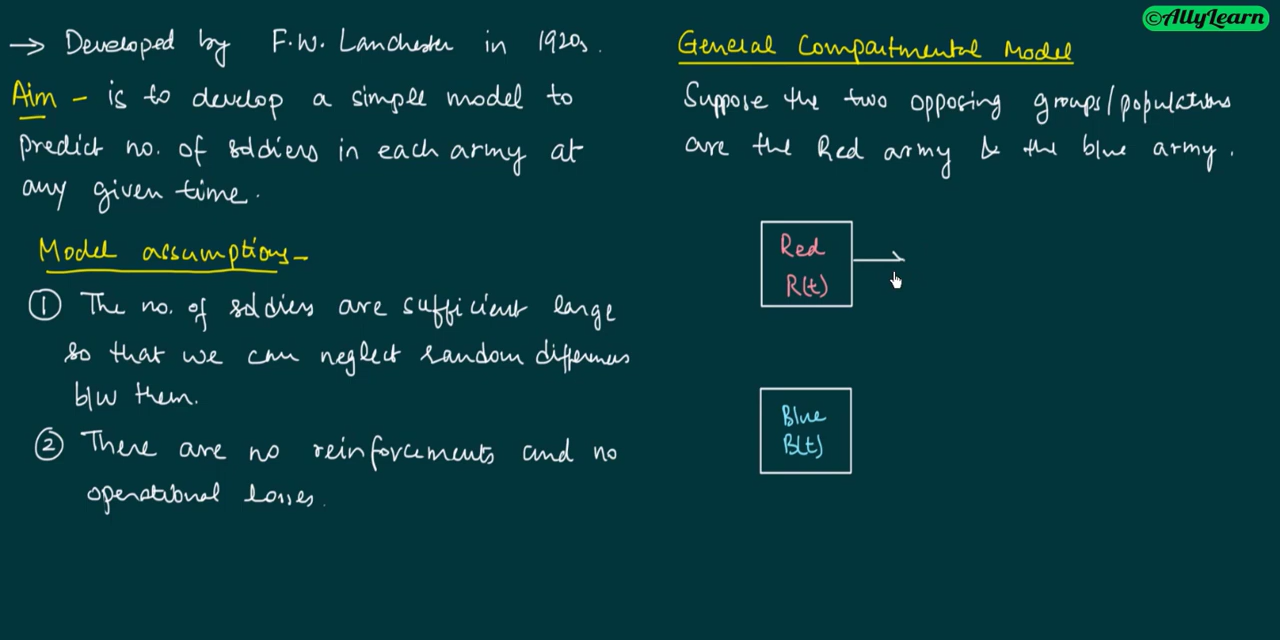 ©AllyLearn
→ Developed by F.W. Lanchester in 1920s.
Aim - is to develop a simple model to
predict no. of soldiers in each army at
any given time.
Model assumptions -
① The no. of soldiers are sufficient large
so that we can neglect random differences
b/w them.
② There are no reinforcements and no
operational losses.
General Compartmental Model
Suppose the two opposing groups/populations
are the Red army & the blue army.
Red
R(t)
Blue
B(t)